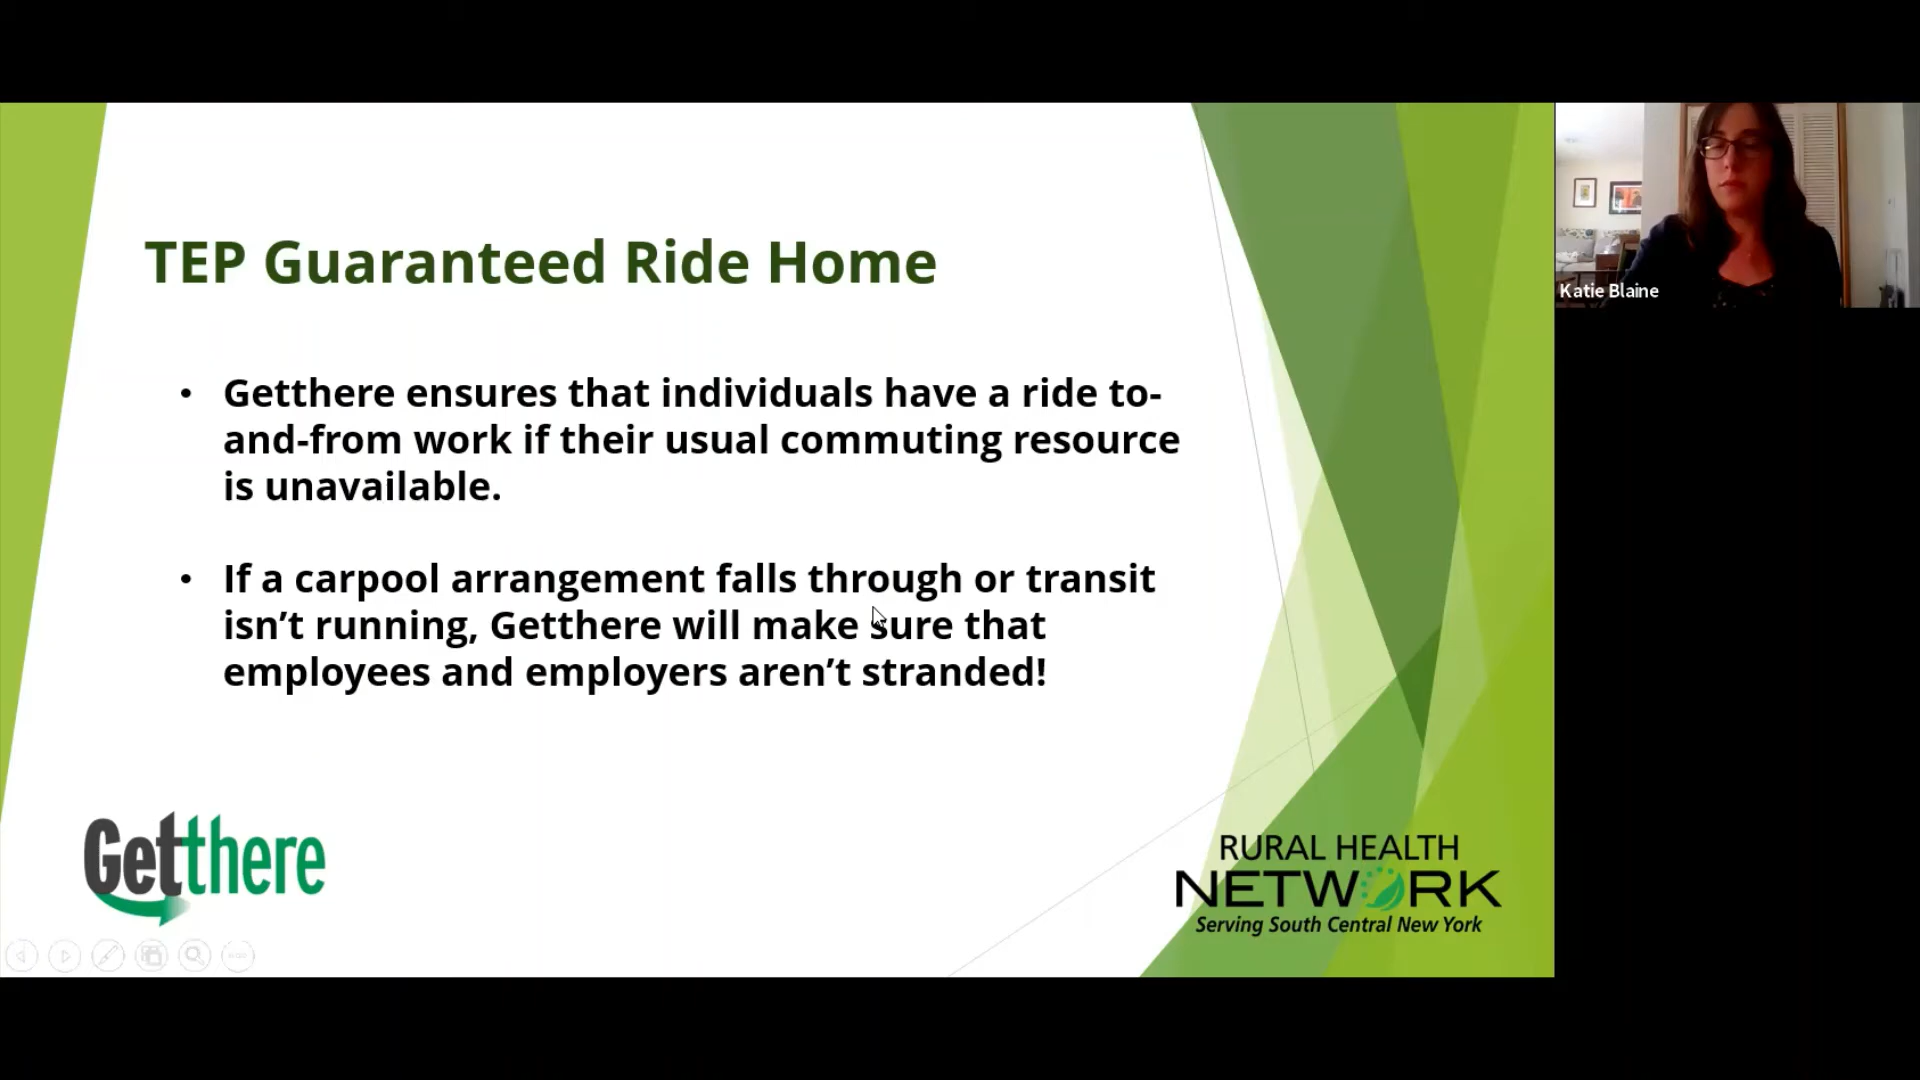 TEP Guaranteed Ride Home
• Getthere ensures that individuals have a ride to-
and-from work if their usual commuting resource
is unavailable.
• If a carpool arrangement falls through or transit
isn’t running, Getthere will make sure that
employees and employers aren’t stranded!
Getthere
RURAL HEALTH
NETWORK
Serving South Central New York
Katie Blaine